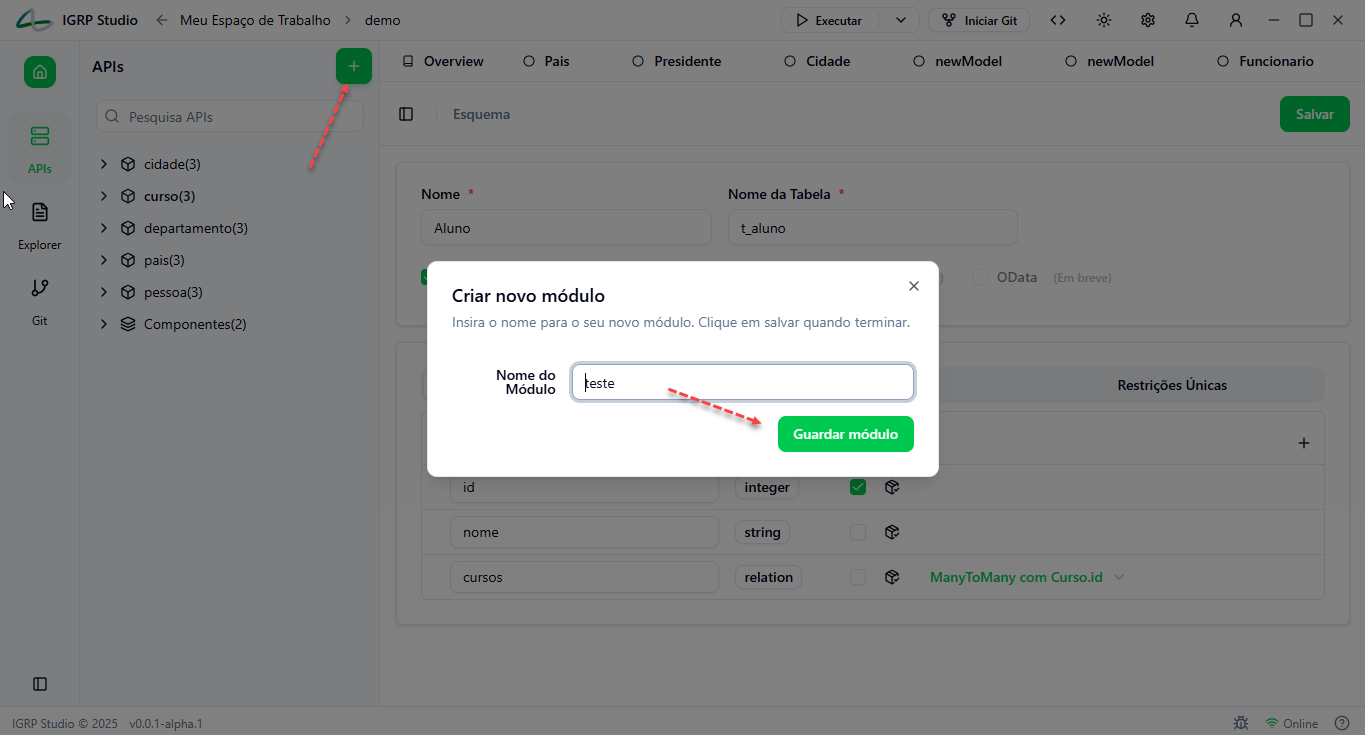 IGRP Studio
Meu Espaço de Trabalho
demo
Executar
Iniciar Git
APIs
Overview
Pais
Presidente
Cidade
newModel
newModel
Funcionario
Pesquisa APIs
Esquema
Salvar
APIs
Explorer
Git
cidade(3)
curso(3)
departamento(3)
pais(3)
pessoa(3)
Componentes(2)
Nome *
Nome da Tabela *
Aluno
t_aluno
OData (Em breve)
Criar novo módulo
Insira o nome para o seu novo módulo. Clique em salvar quando terminar.
Nome do
Módulo
teste
Guardar módulo
Restrições Únicas
id
integer
nome
string
cursos
relation
ManyToMany com Curso.id
IGRP Studio © 2025 v0.0.1-alpha.1
Online